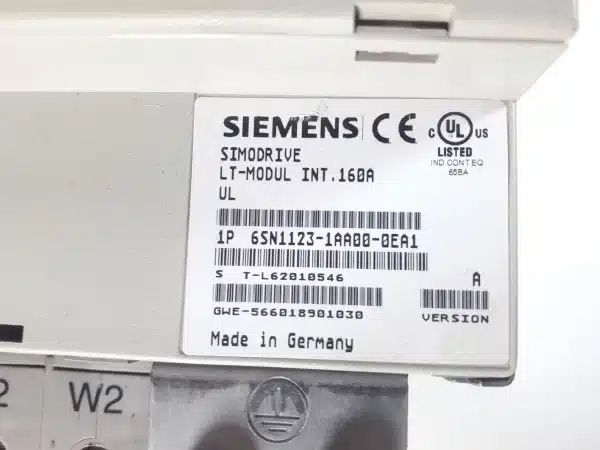 SIEMENS CE
C UL US
LISTED
IND CONT EQ
65BA
SIMODRIVE
LT-MODUL INT.160A
UL
1P 6SN1123-1AA00-0EA1
S T-L62010546
A
GWE-566018901030
VERSION
Made in Germany
2
W2